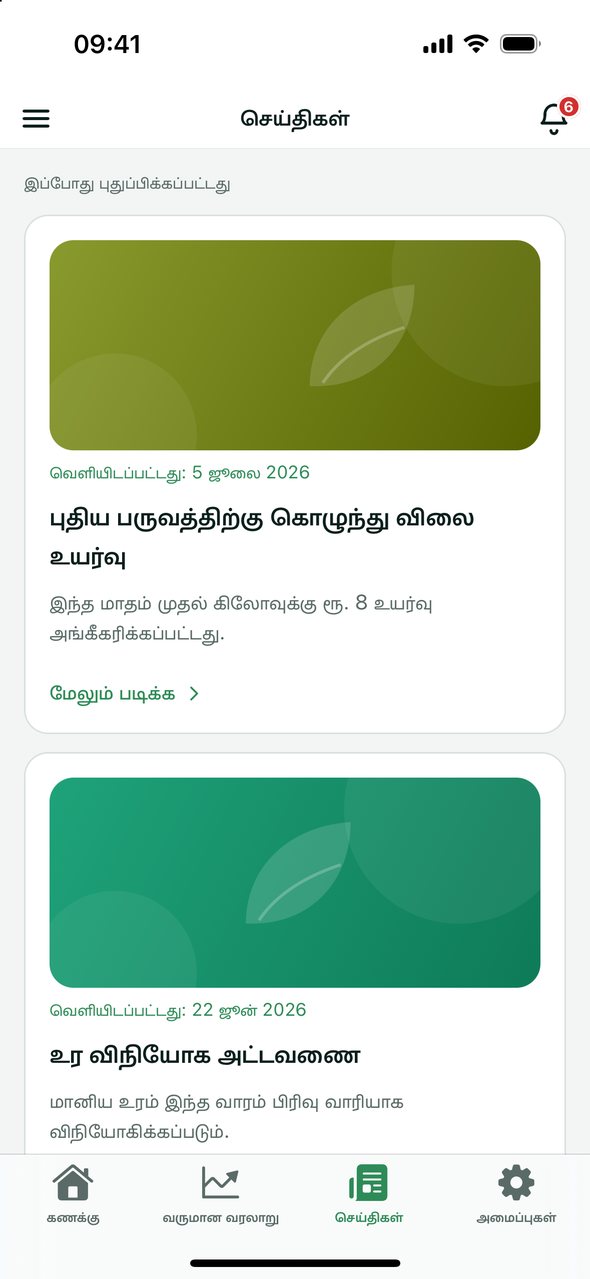 09:41
செய்திகள்
6
இப்போது புதுப்பிக்கப்பட்டது
வெளியிடப்பட்டது: 5 ஜூலை 2026
புதிய பருவத்திற்கு கொழுந்து விலை
உயர்வு
இந்த மாதம் முதல் கிலோவுக்கு ரூ. 8 உயர்வு
அங்கீகரிக்கப்பட்டது.
மேலும் படிக்க
வெளியிடப்பட்டது: 22 ஜூன் 2026
உர விநியோக அட்டவணை
மானிய உரம் இந்த வாரம் பிரிவு வாரியாக
விநியோகிக்கப்படும்.
கணக்கு
வருமான வரலாறு
செய்திகள்
அமைப்புகள்